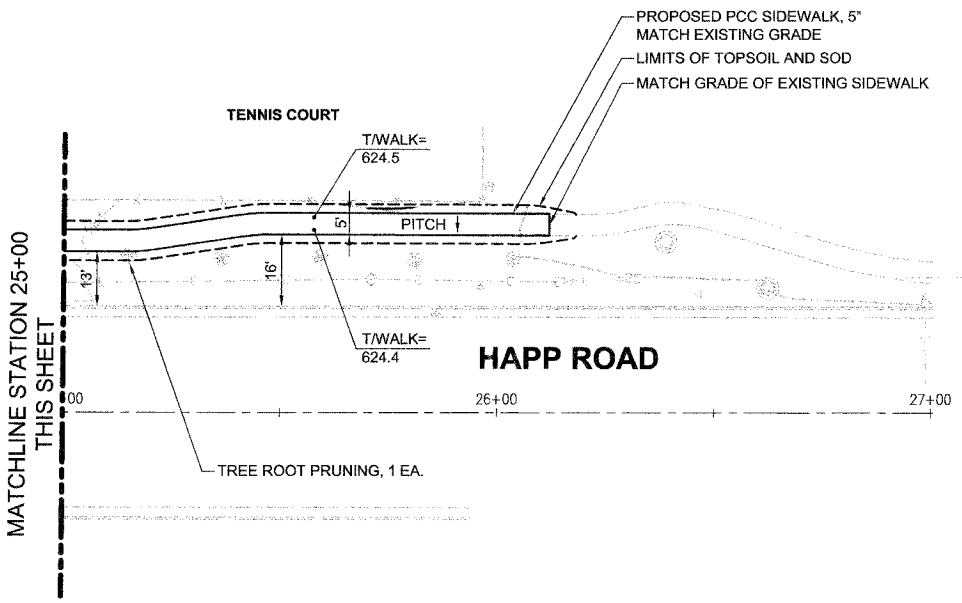 PROPOSED PCC SIDEWALK, 5"
MATCH EXISTING GRADE
LIMITS OF TOPSOIL AND SOD
MATCH GRADE OF EXISTING SIDEWALK
TENNIS COURT
T/WALK=
624.5
5'
PITCH
13'
16'
T/WALK=
624.4
HAPP ROAD
MATCHLINE STATION 25+00
THIS SHEET
00
26+00
27+00
TREE ROOT PRUNING, 1 EA.